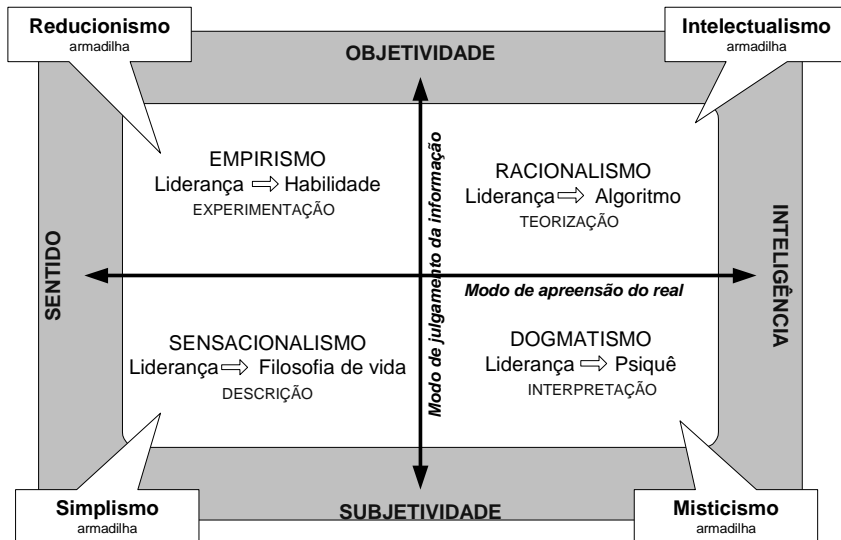 Reducionismo
armadilha
Intelectualismo
armadilha
OBJETIVIDADE
EMPIRISMO
Liderança ⇨ Habilidade
EXPERIMENTAÇÃO
RACIONALISMO
Liderança ⇨ Algoritmo
TEORIZAÇÃO
SENTIDO
Modo de julgamento da informação
Modo de apreensão do real
INTELIGÊNCIA
SENSACIONALISMO
Liderança ⇨ Filosofia de vida
DESCRIÇÃO
DOGMATISMO
Liderança ⇨ Psiquê
INTERPRETAÇÃO
Simplismo
armadilha
SUBJETIVIDADE
Misticismo
armadilha